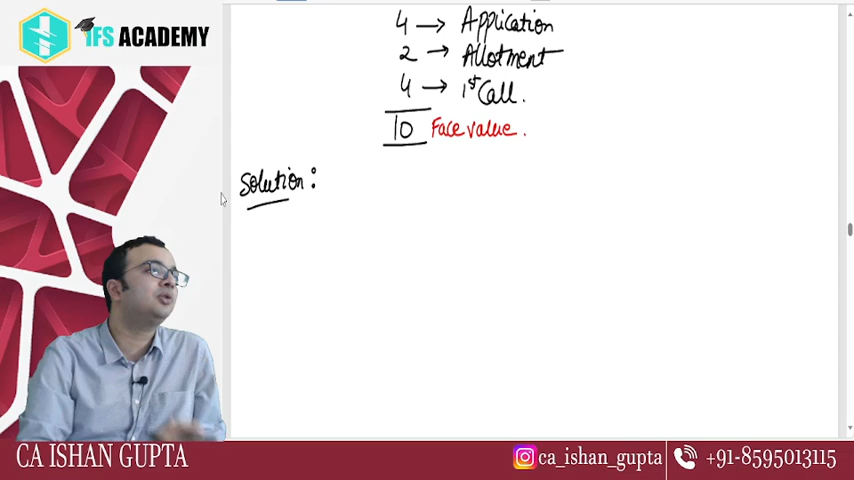 IFS ACADEMY
4 → Application
2 → Allotment
4 → 1st Call.
10 Face value.
Solution:
CA ISHAN GUPTA
ca_ishan_gupta
+91-8595013115